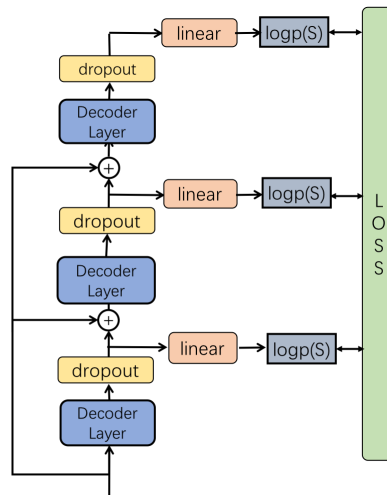 linear
logp(S)
dropout
Decoder
Layer
+
linear
logp(S)
L
O
S
S
dropout
Decoder
Layer
+
linear
logp(S)
dropout
Decoder
Layer